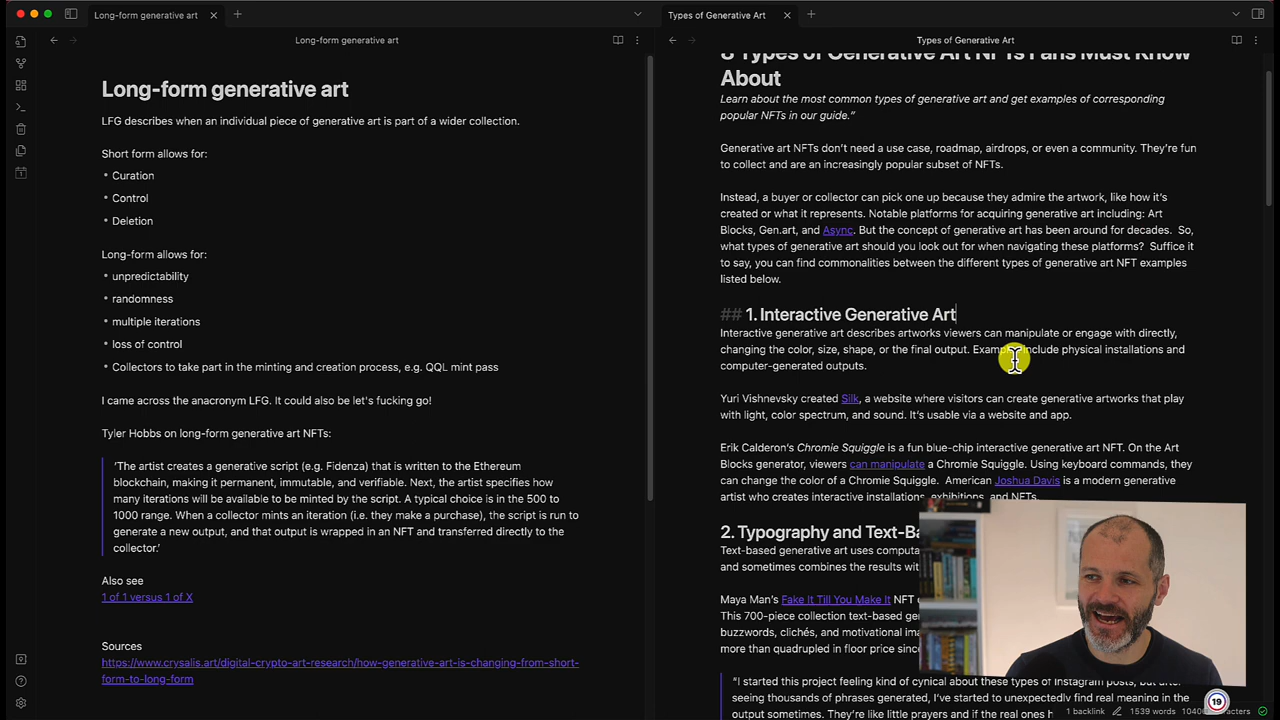 Long-form generative art
Types of Generative Art
Long-form generative art
Types of Generative Art
Long-form generative art
LFG describes when an individual piece of generative art is part of a wider collection.
Short form allows for:
• Curation
• Control
• Deletion
Long-form allows for:
• unpredictability
• randomness
• multiple iterations
• loss of control
• Collectors to take part in the minting and creation process, e.g. QQL mint pass
I came across the anacronym LFG. It could also be let's fucking go!
Tyler Hobbs on long-form generative art NFTs:
‘The artist creates a generative script (e.g. Fidenza) that is written to the Ethereum
blockchain, making it permanent, immutable, and verifiable. Next, the artist specifies how
many iterations will be available to be minted by the script. A typical choice is in the 500 to
1000 range. When a collector mints an iteration (i.e. they make a purchase), the script is run to
generate a new output, and that output is wrapped in an NFT and transferred directly to the
collector.’
Also see
1 of 1 versus 1 of X
Sources
https://www.crysalis.art/digital-crypto-art-research/how-generative-art-is-changing-from-short-
form-to-long-form
8 Types of Generative Art NFTs Fans Must Know
About
Learn about the most common types of generative art and get examples of corresponding
popular NFTs in our guide.”
Generative art NFTs don’t need a use case, roadmap, airdrops, or even a community. They’re fun
to collect and are an increasingly popular subset of NFTs.
Instead, a buyer or collector can pick one up because they admire the artwork, like how it’s
created or what it represents. Notable platforms for acquiring generative art including: Art
Blocks, Gen.art, and Async. But the concept of generative art has been around for decades. So,
what types of generative art should you look out for when navigating these platforms? Suffice it
to say, you can find commonalities between the different types of generative art NFT examples
listed below.
## 1. Interactive Generative Art
Interactive generative art describes artworks viewers can manipulate or engage with directly,
changing the color, size, shape, or the final output. Examples include physical installations and
computer-generated outputs.
Yuri Vishnevsky created Silk, a website where visitors can create generative artworks that play
with light, color spectrum, and sound. It’s usable via a website and app.
Erik Calderon’s Chromie Squiggle is a fun blue-chip interactive generative art NFT. On the Art
Blocks generator, viewers can manipulate a Chromie Squiggle. Using keyboard commands, they
can change the color of a Chromie Squiggle. American Joshua Davis is a modern generative
artist who creates interactive installations, exhibitions, and NFTs.
2. Typography and Text-Ba
Text-based generative art uses computa
and sometimes combines the results wit
Maya Man’s Fake It Till You Make It NFT
This 700-piece collection text-based ge
buzzwords, clichés, and motivational
more than quadrupled in floor price since
“I started this project feeling kind of cynical about these types of Instagram posts, but after
seeing thousands of phrases generated, I’ve started to unexpectedly find real meaning in the
output sometimes. They’re like little prayers and if the real ones h
19
1 backlink 1539 words